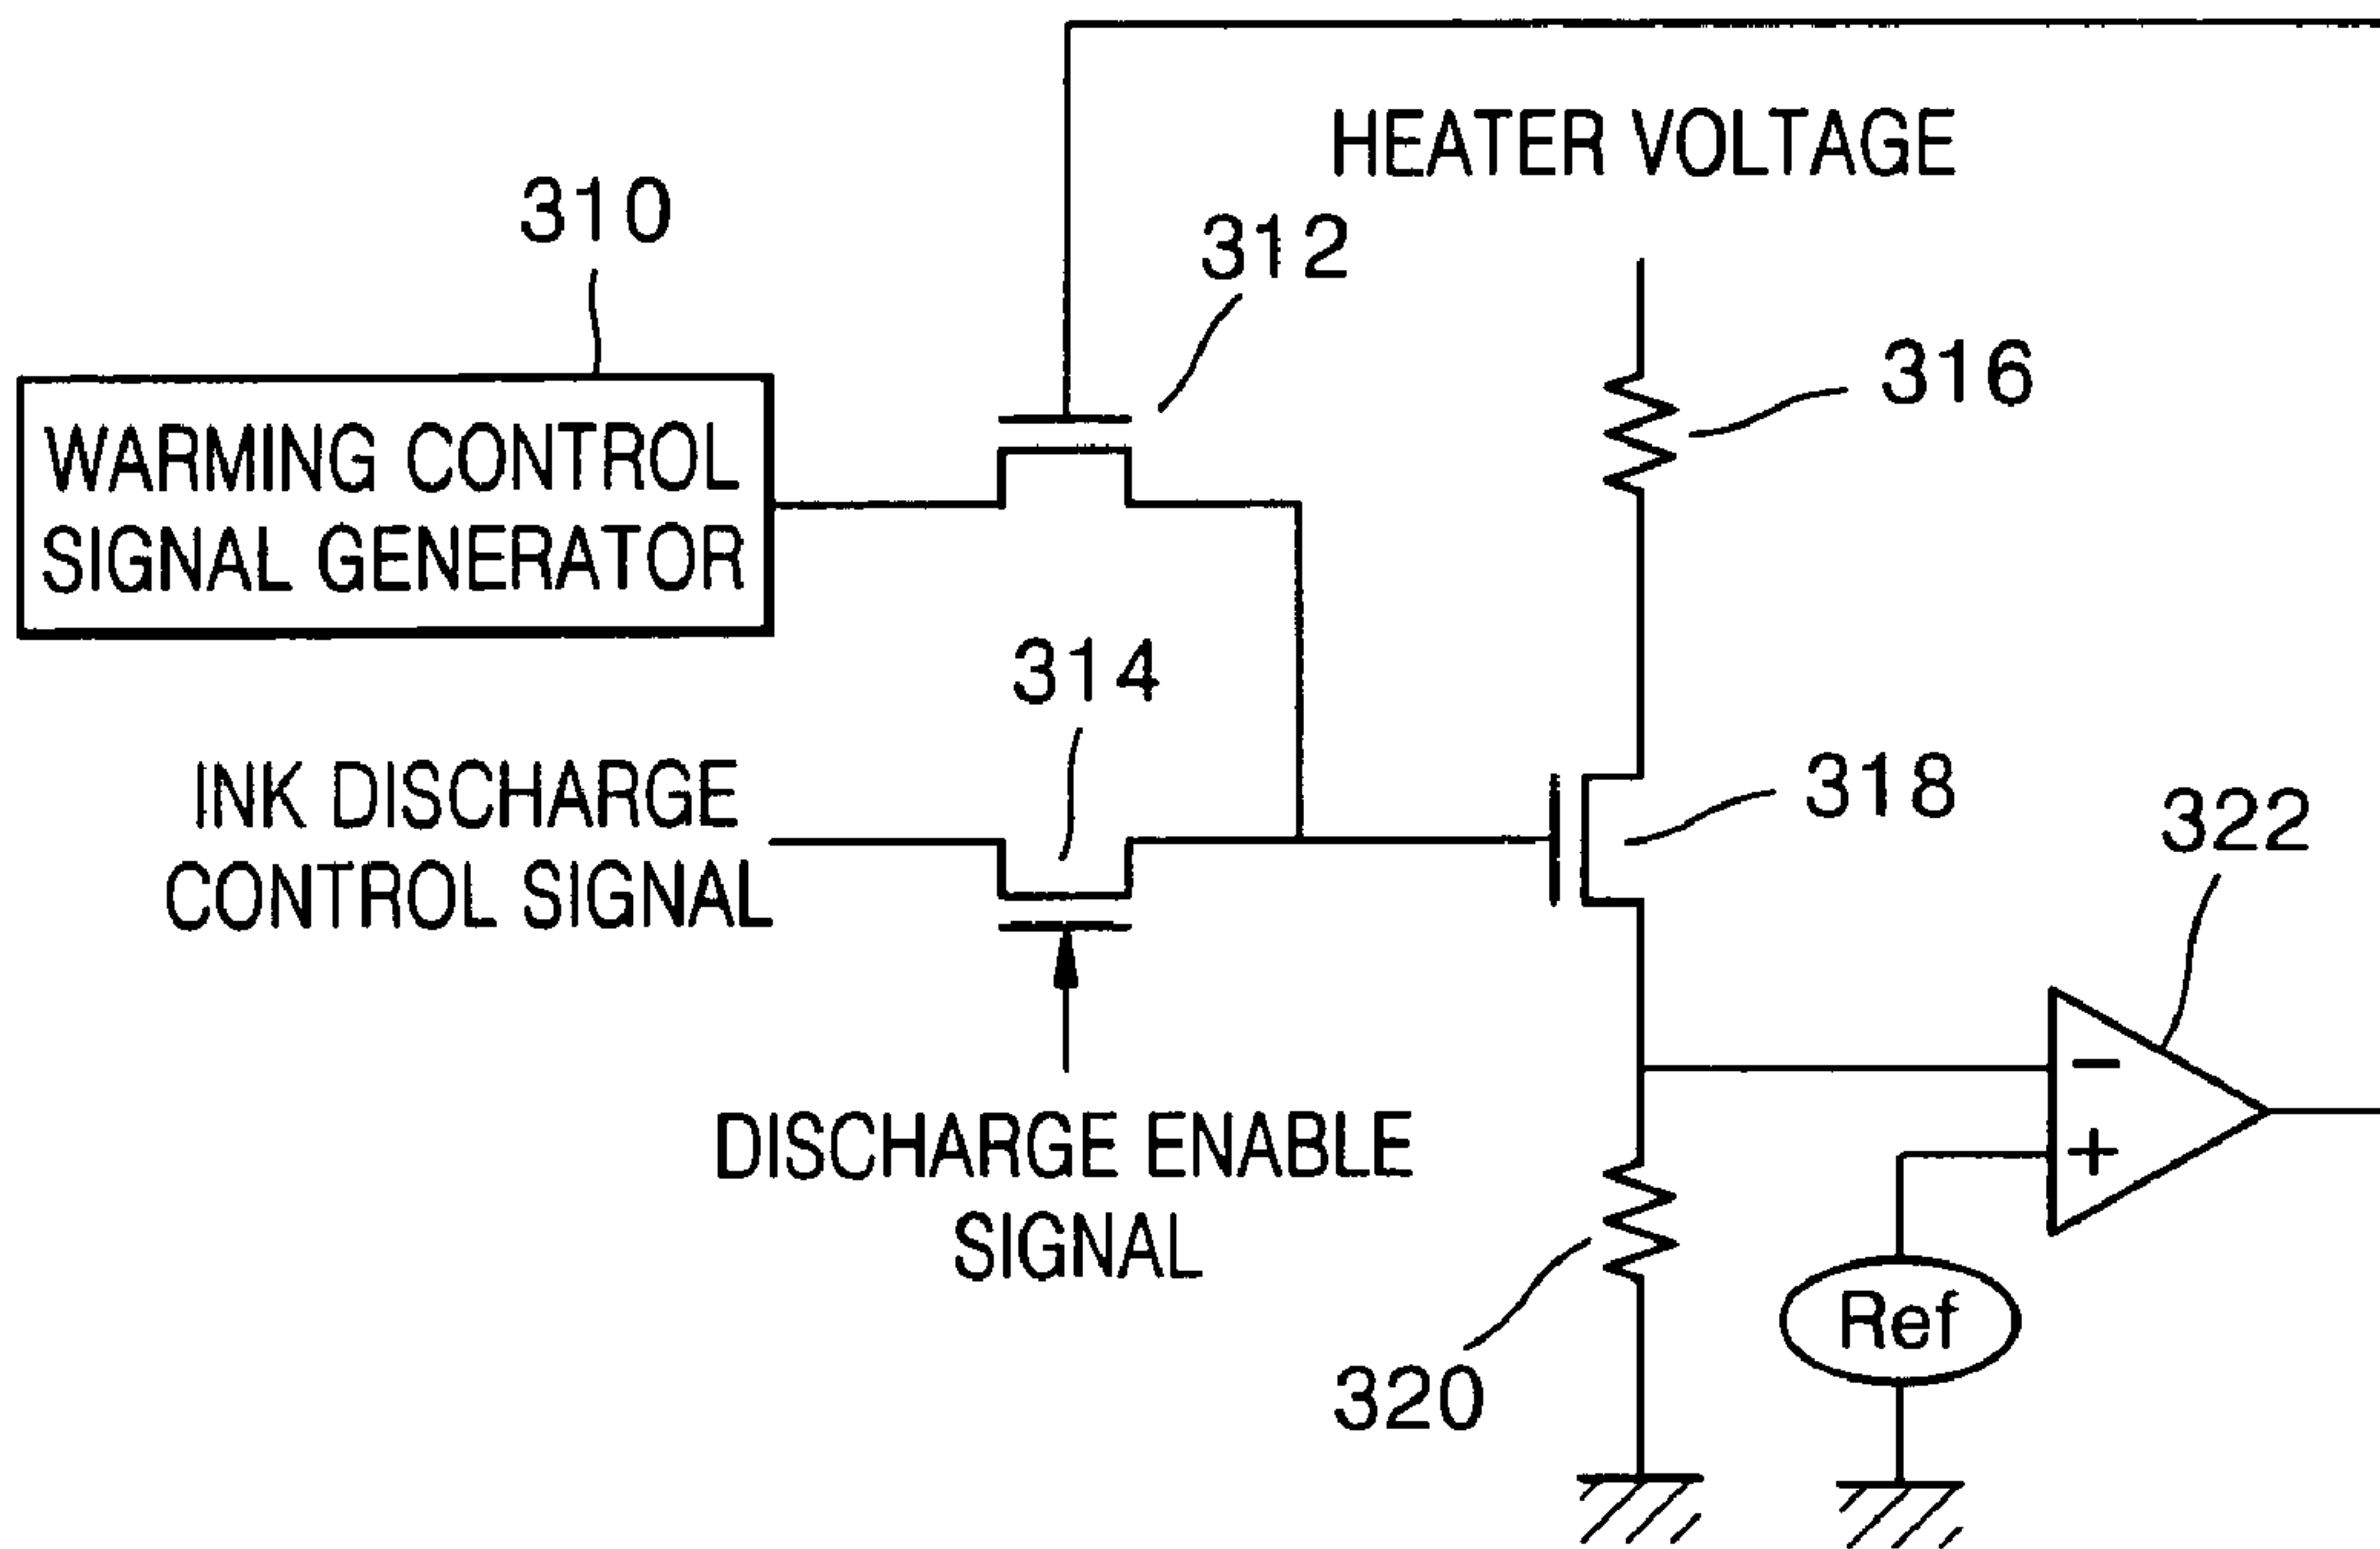 HEATER VOLTAGE
310
312
316
WARMING CONTROL
SIGNAL GENERATOR
314
INK DISCHARGE
CONTROL SIGNAL
318
322
−
+
DISCHARGE ENABLE
SIGNAL
Ref
320